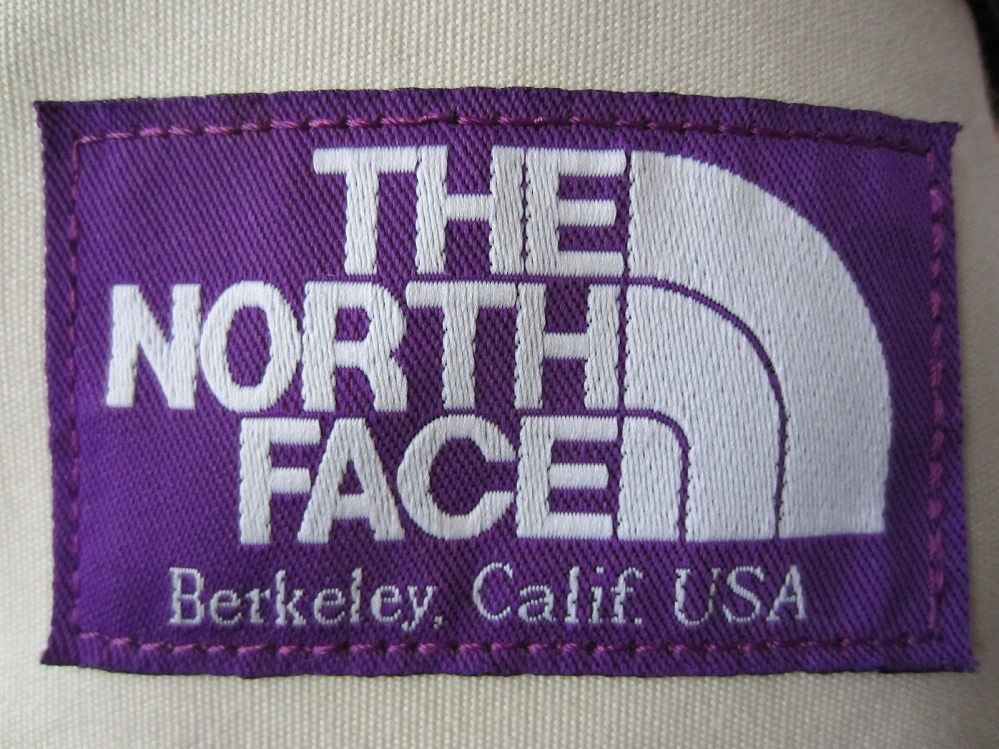 THE
NORTH
FACE
Berkeley, Calif. USA